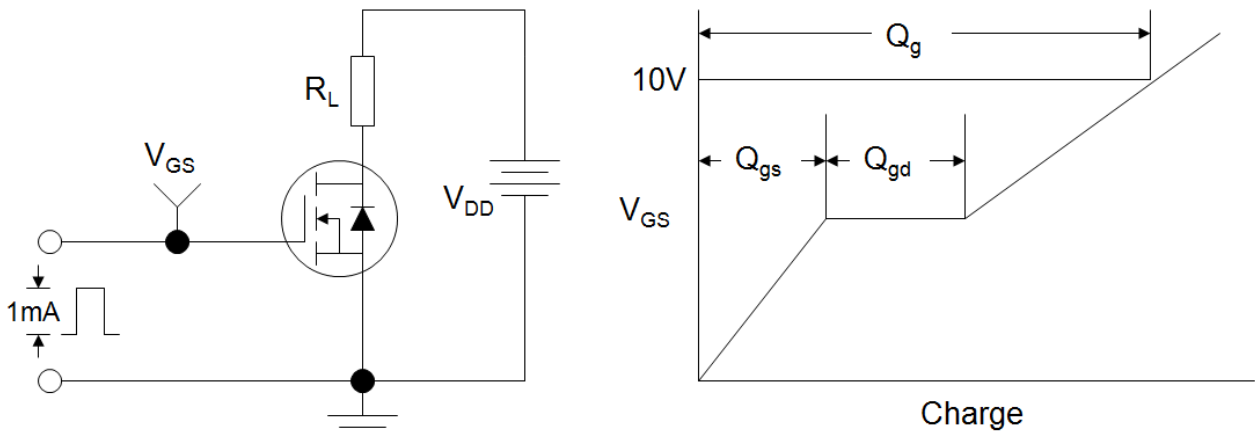 R_L
V_GS
V_DD
1mA
Q_g
10V
Q_gs
Q_gd
V_GS
Charge